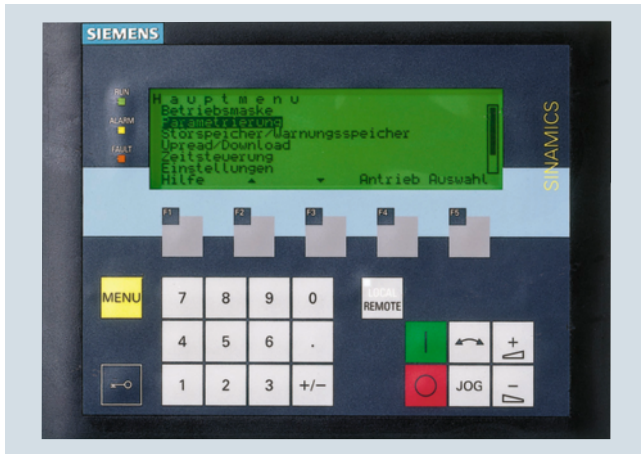 SIEMENS
RUN
ALARM
FAULT
Hauptmenu
Betriebsmaske
Parametrierung
Störspeicher/Warnungsspeicher
Upread/Download
Zeitsteuerung
Einstellungen
Hilfe Antrieb Auswahl
SINAMICS
F1 F2 F3 F4 F5
MENU 7 8 9 0 LOCAL REMOTE
4 5 6 .
1 2 3 +/- JOG